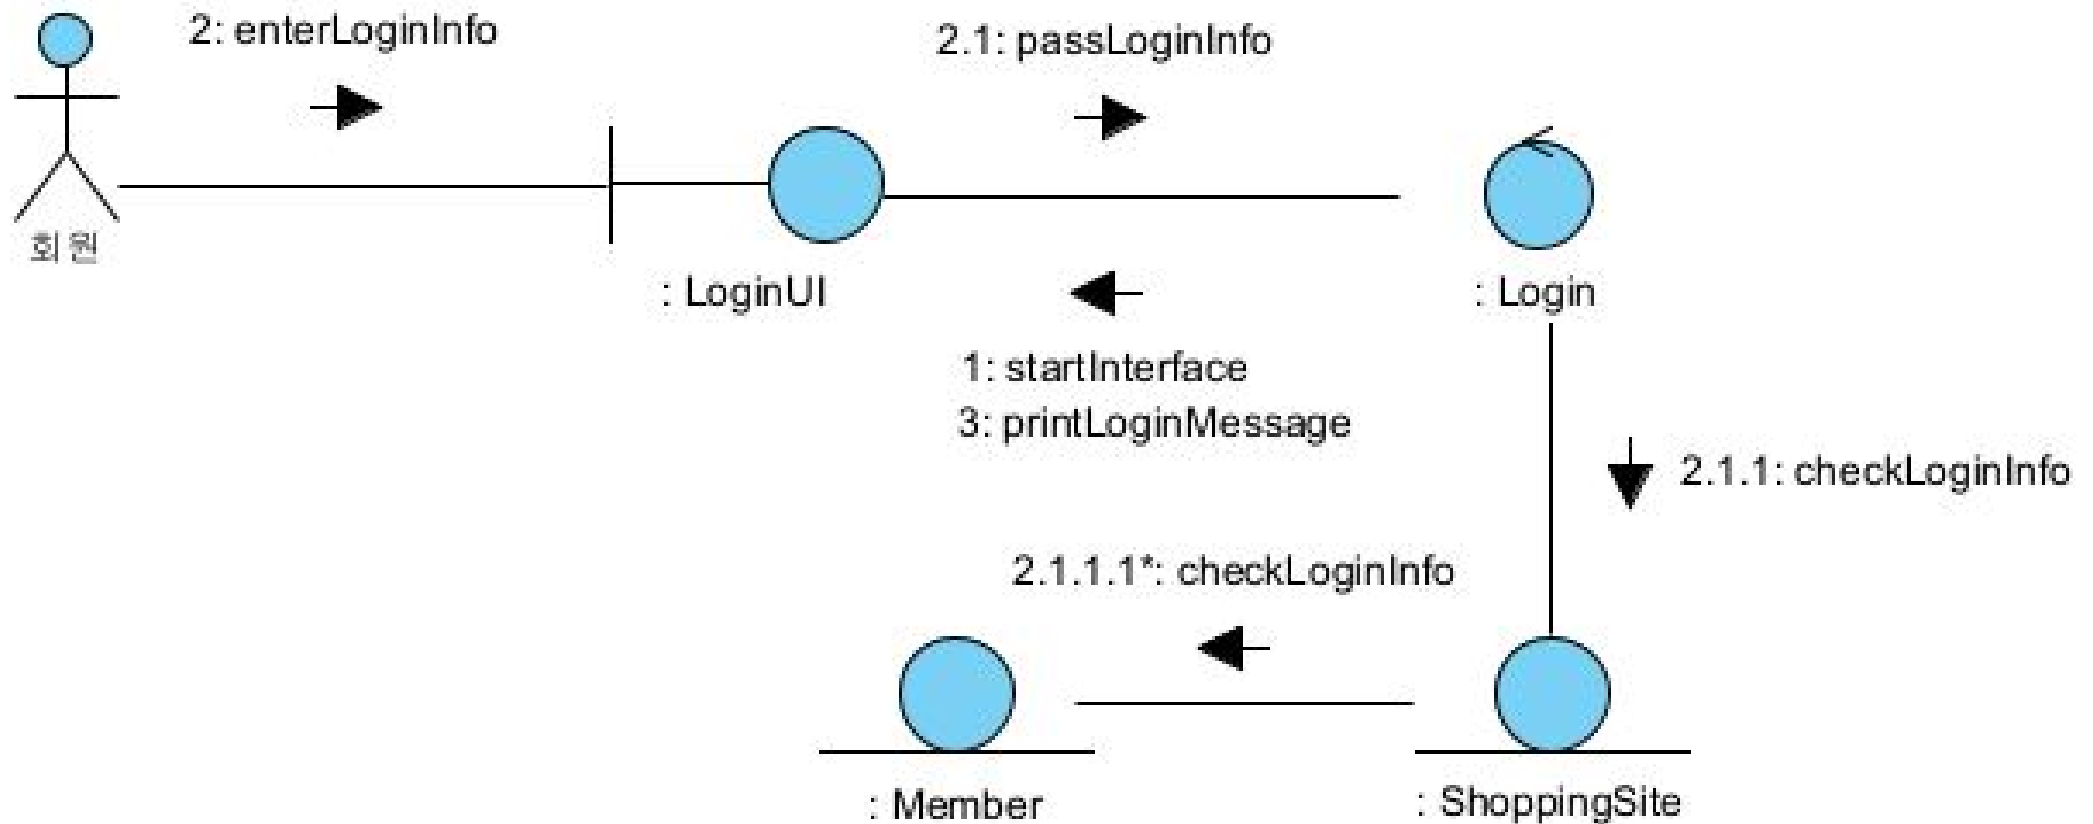 2: enterLoginInfo
2.1: passLoginInfo
회원
: LoginUI
: Login
1: startInterface
3: printLoginMessage
2.1.1: checkLoginInfo
2.1.1.1*: checkLoginInfo
: Member
: ShoppingSite